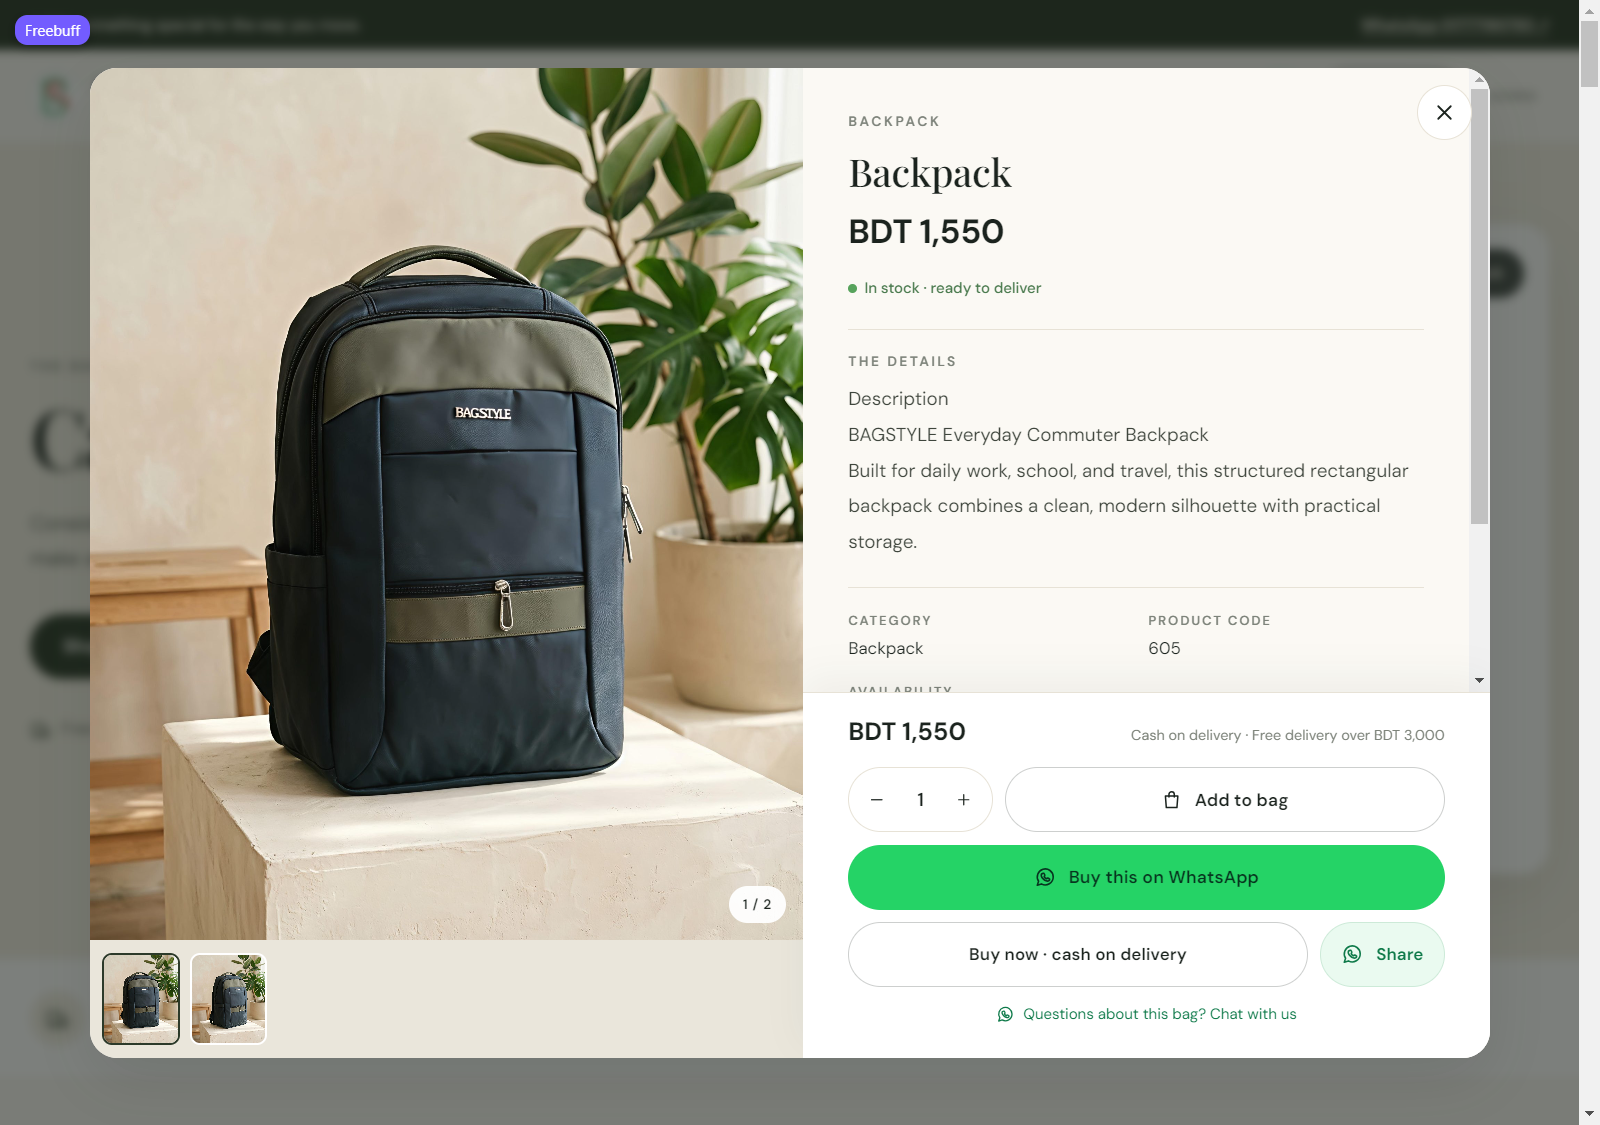 Freebuff
BACKPACK
Backpack
BDT 1,550
In stock · ready to deliver
THE DETAILS
Description
BAGSTYLE Everyday Commuter Backpack
Built for daily work, school, and travel, this structured rectangular
backpack combines a clean, modern silhouette with practical
storage.
CATEGORY
Backpack
PRODUCT CODE
605
AVAILABILITY
BAGSTYLE
1 / 2
BDT 1,550
Cash on delivery · Free delivery over BDT 3,000
− 1 +
Add to bag
Buy this on WhatsApp
Buy now · cash on delivery
Share
Questions about this bag? Chat with us